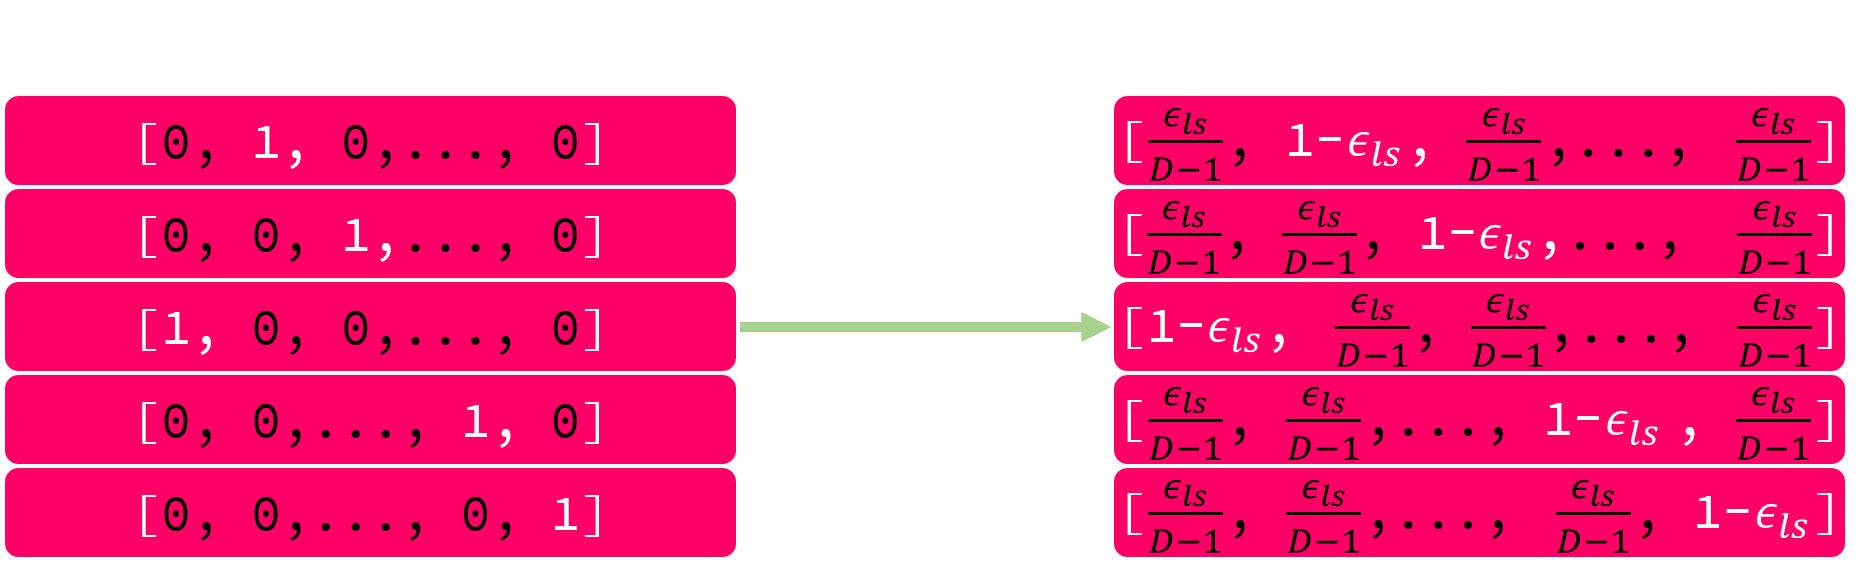 [0, 1, 0,..., 0]
[0, 0, 1,..., 0]
[1, 0, 0,..., 0]
[0, 0,..., 1, 0]
[0, 0,..., 0, 1]
[\frac{\epsilon_{ls}}{D-1}, 1-\epsilon_{ls}, \frac{\epsilon_{ls}}{D-1},..., \frac{\epsilon_{ls}}{D-1}]
[\frac{\epsilon_{ls}}{D-1}, \frac{\epsilon_{ls}}{D-1}, 1-\epsilon_{ls},..., \frac{\epsilon_{ls}}{D-1}]
[1-\epsilon_{ls}, \frac{\epsilon_{ls}}{D-1}, \frac{\epsilon_{ls}}{D-1},..., \frac{\epsilon_{ls}}{D-1}]
[\frac{\epsilon_{ls}}{D-1}, \frac{\epsilon_{ls}}{D-1},..., 1-\epsilon_{ls}, \frac{\epsilon_{ls}}{D-1}]
[\frac{\epsilon_{ls}}{D-1}, \frac{\epsilon_{ls}}{D-1},..., \frac{\epsilon_{ls}}{D-1}, 1-\epsilon_{ls}]